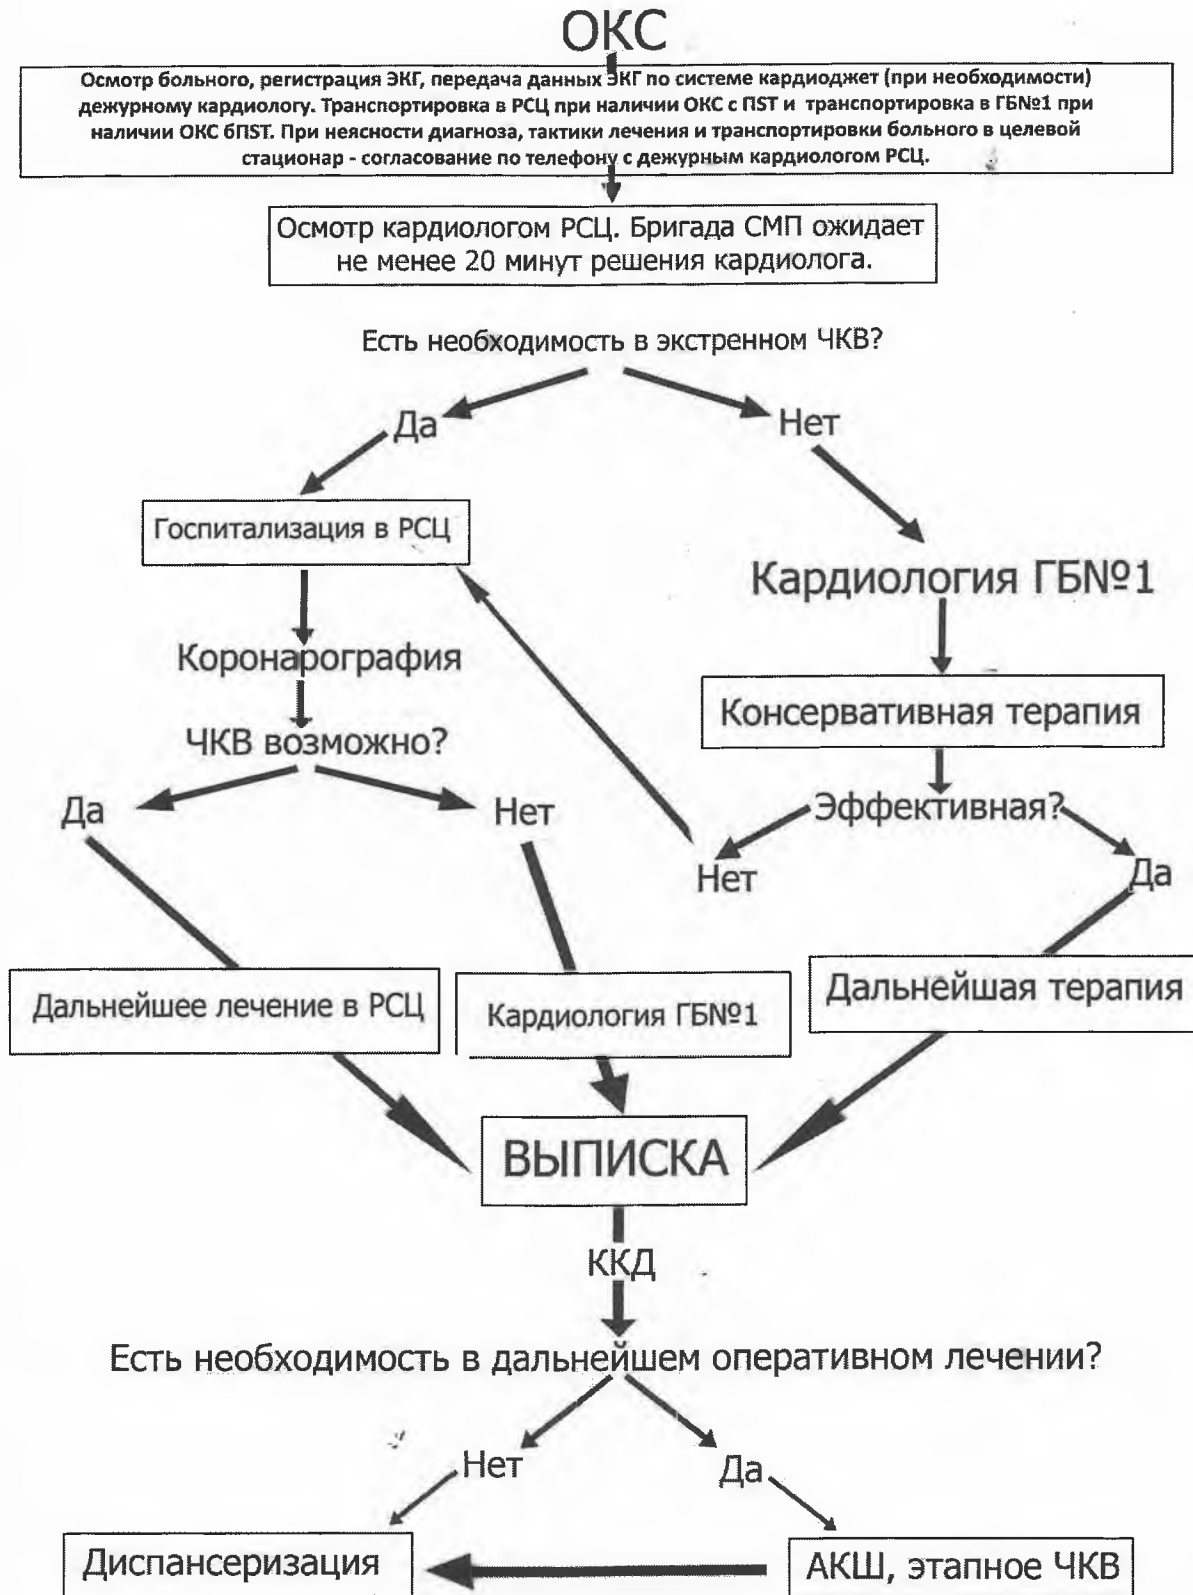 ОКС
Осмотр больного, регистрация ЭКГ, передача данных ЭКГ по системе кардиоджет (при необходимости)
дежурному кардиологу. Транспортировка в РСЦ при наличии ОКС с ПST и транспортировка в ГБ№1 при
наличии ОКС бПST. При неясности диагноза, тактики лечения и транспортировки больного в целевой
стационар - согласование по телефону с дежурным кардиологом РСЦ.
Осмотр кардиологом РСЦ. Бригада СМП ожидает
не менее 20 минут решения кардиолога.
Есть необходимость в экстренном ЧКВ?
Да
Нет
Госпитализация в РСЦ
Кардиология ГБ№1
Коронарография
Консервативная терапия
ЧКВ возможно?
Да
Нет
Эффективная?
Нет
Да
Дальнейшее лечение в РСЦ
Кардиология ГБ№1
Дальнейшая терапия
ВЫПИСКА
ККД
Есть необходимость в дальнейшем оперативном лечении?
Нет
Да
Диспансеризация
АКШ, этапное ЧКВ